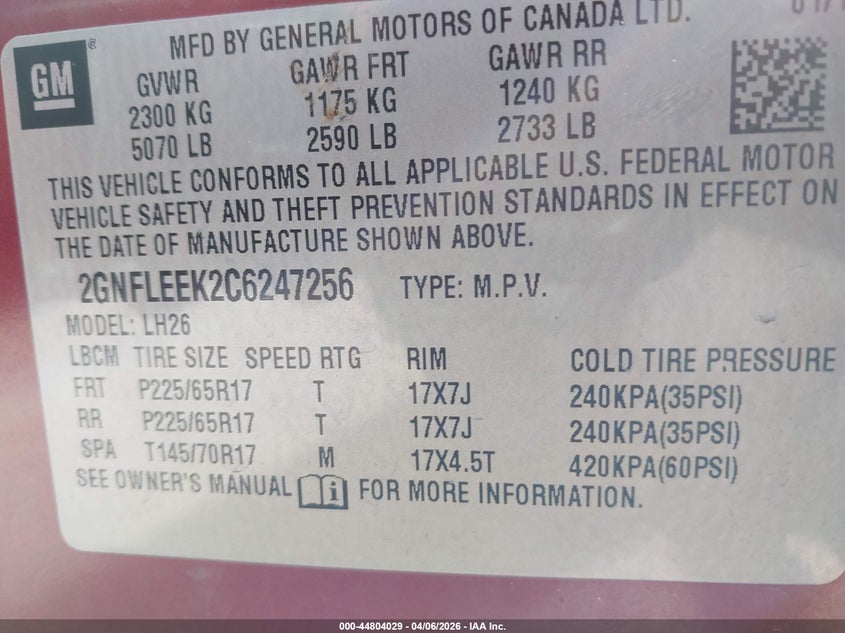 GM
MFD BY GENERAL MOTORS OF CANADA LTD.
GVWR GAWR FRT GAWR RR
2300 KG 1175 KG 1240 KG
5070 LB 2590 LB 2733 LB
THIS VEHICLE CONFORMS TO ALL APPLICABLE U.S. FEDERAL MOTOR
VEHICLE SAFETY AND THEFT PREVENTION STANDARDS IN EFFECT ON
THE DATE OF MANUFACTURE SHOWN ABOVE.
2GNFLEEK2C6247256 TYPE: M.P.V.
MODEL: LH26
LBCM TIRE SIZE SPEED RTG RIM COLD TIRE PRESSURE
FRT P225/65R17 T 17X7J 240KPA(35PSI)
RR P225/65R17 T 17X7J 240KPA(35PSI)
SPA T145/70R17 M 17X4.5T 420KPA(60PSI)
SEE OWNER'S MANUAL i FOR MORE INFORMATION.
000-44804029 - 04/06/2026 - IAA Inc.